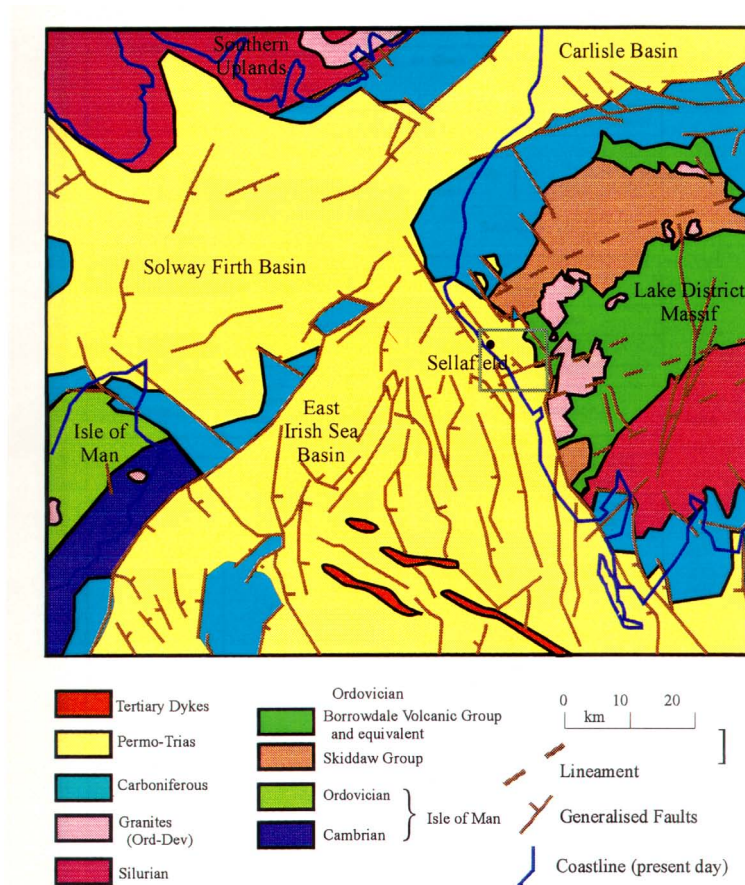 Southern
Uplands
Carlisle Basin
Solway Firth Basin
Lake District
Massif
Sellafield
East
Irish Sea
Basin
Isle of
Man
Tertiary Dykes
Permo-Trias
Carboniferous
Granites
(Ord-Dev)
Silurian
Ordovician
Borrowdale Volcanic Group
and equivalent
Skiddaw Group
Ordovician
Cambrian
Isle of Man
0 10 20
km
Lineament
Generalised Faults
Coastline (present day)